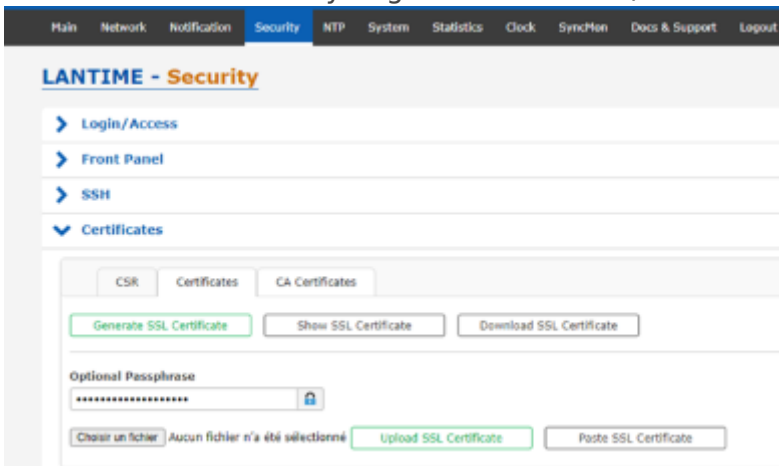 Main Network Notification Security NTP System Statistics Clock SyncMon Docs & Support Logout
LANTIME - Security
Login/Access
Front Panel
SSH
Certificates
CSR Certificates CA Certificates
Generate SSL Certificate Show SSL Certificate Download SSL Certificate
Optional Passphrase
•••••••••••••••••••
Choisir un fichier Aucun fichier n'a été sélectionné Upload SSL Certificate Paste SSL Certificate